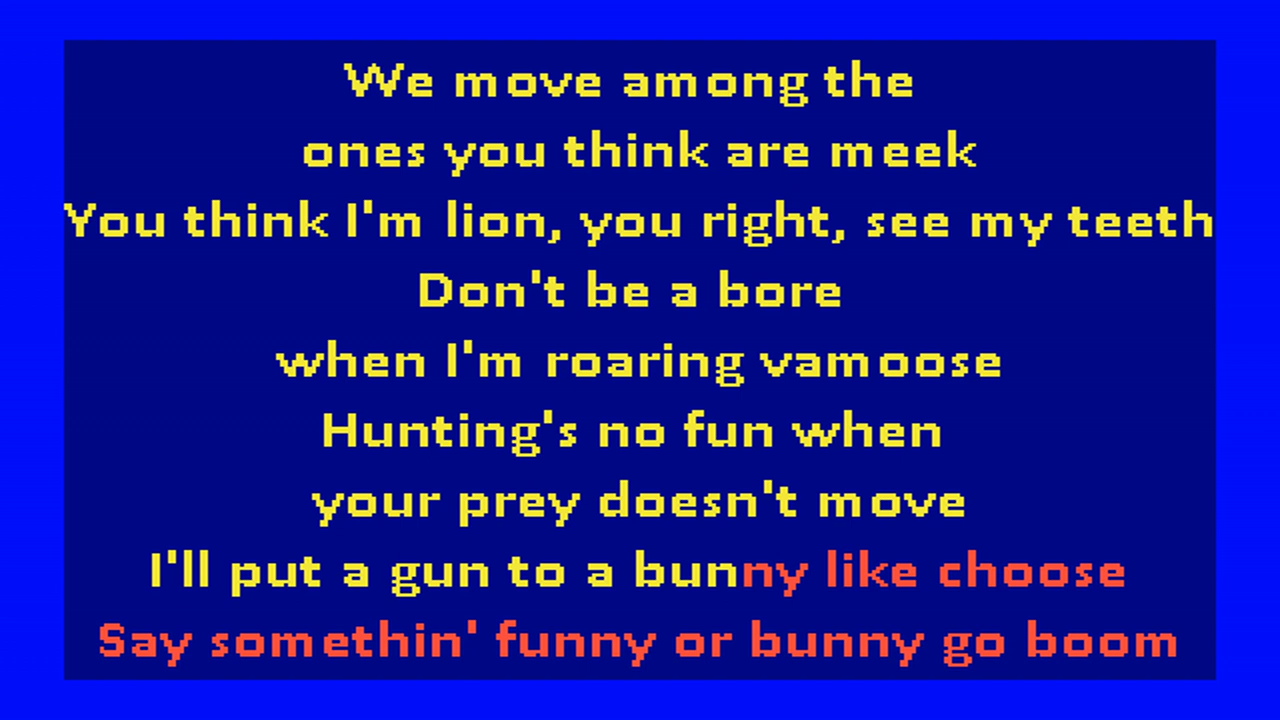 We move among the
ones you think are meek
You think I'm lion, you right, see my teeth
Don't be a bore
when I'm roaring vamoose
Hunting's no fun when
your prey doesn't move
I'll put a gun to a bunny like choose
Say somethin' funny or bunny go boom